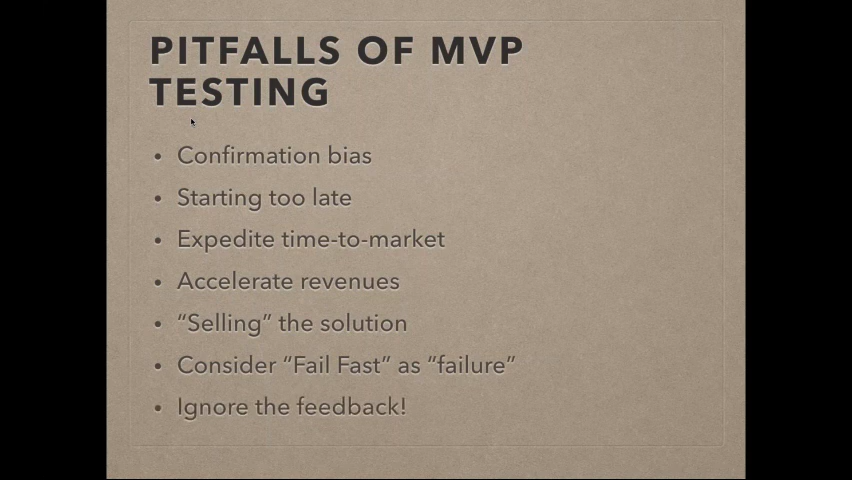 PITFALLS OF MVP
TESTING
• Confirmation bias
• Starting too late
• Expedite time-to-market
• Accelerate revenues
• “Selling” the solution
• Consider “Fail Fast” as “failure”
• Ignore the feedback!